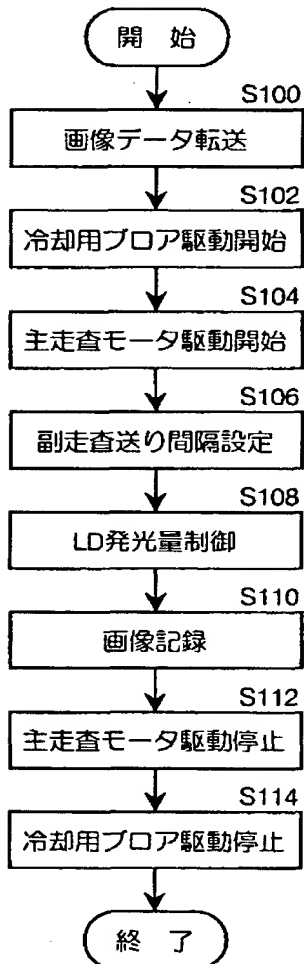 開 始
S100
画像データ転送
S102
冷却用ブロア駆動開始
S104
主走査モータ駆動開始
S106
副走査送り間隔設定
S108
LD発光量制御
S110
画像記録
S112
主走査モータ駆動停止
S114
冷却用ブロア駆動停止
終 了